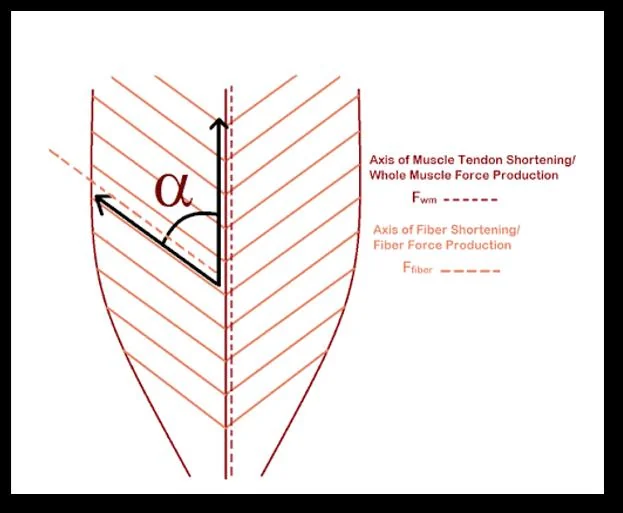 α
Axis of Muscle Tendon Shortening/
Whole Muscle Force Production
Fwm
Axis of Fiber Shortening/
Fiber Force Production
Ffiber